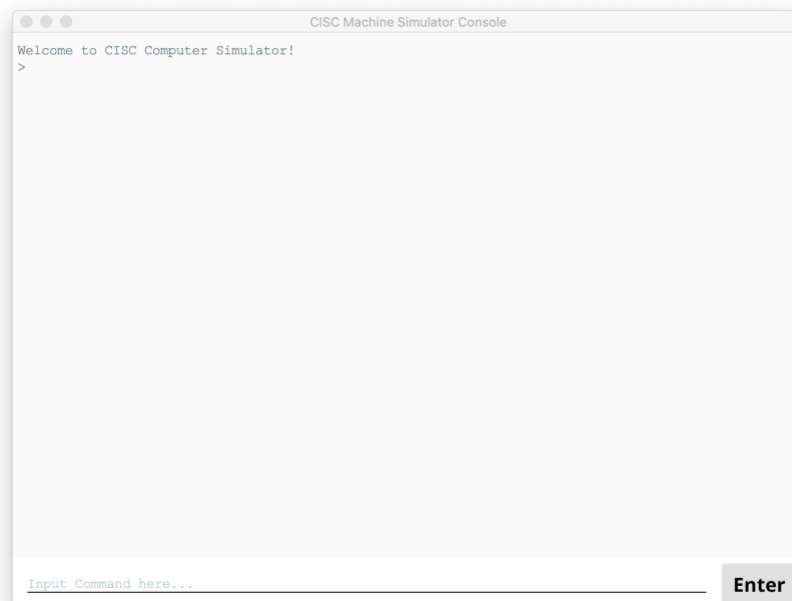 CISC Machine Simulator Console
Welcome to CISC Computer Simulator!
>
Input Command here...
Enter